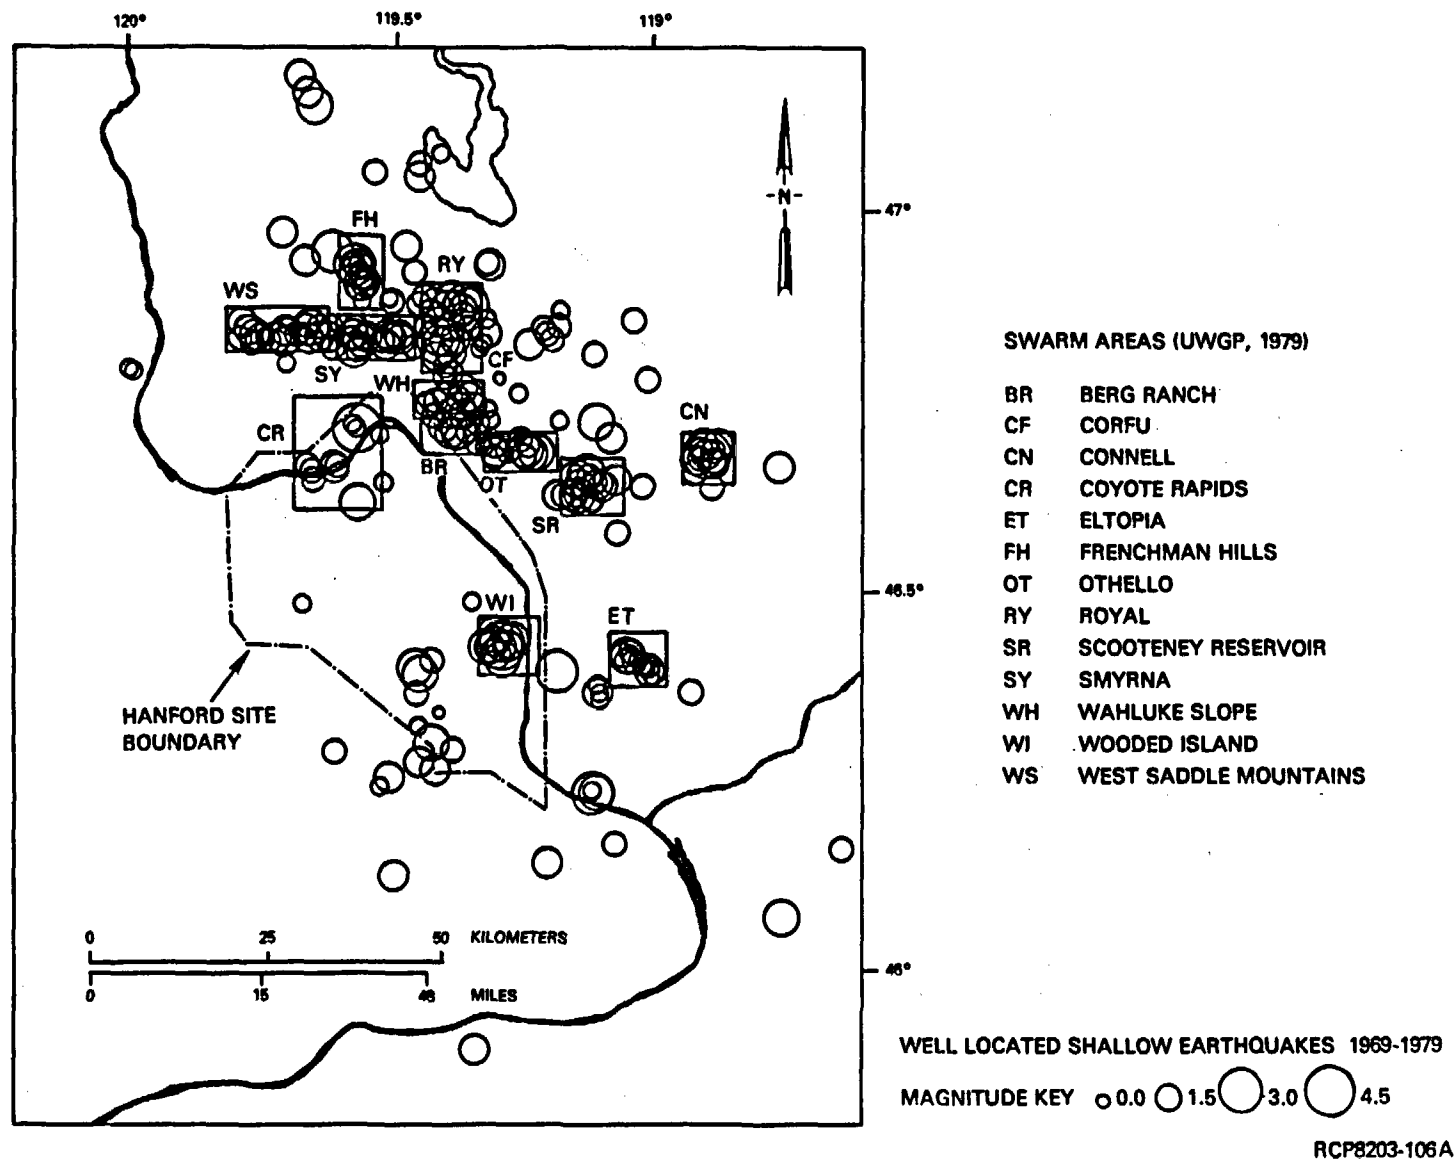 120° 119.5° 119°
N
47°
FH
RY
WS
SWARM AREAS (UWGP, 1979)
CF
SY
WH
BR BERG RANCH
CF CORFU
CN CONNELL
CR COYOTE RAPIDS
ET ELTOPIA
FH FRENCHMAN HILLS
OT OTHELLO
RY ROYAL
SR SCOOTENEY RESERVOIR
SY SMYRNA
WH WAHLUKE SLOPE
WI WOODED ISLAND
WS WEST SADDLE MOUNTAINS
CN
CR
BR
OT
SR
46.5°
WI
ET
HANFORD SITE
BOUNDARY
0 25 50 KILOMETERS
0 15 46 MILES
46°
WELL LOCATED SHALLOW EARTHQUAKES 1969-1979
MAGNITUDE KEY 0.0 1.5 3.0 4.5
RCP8203-106A